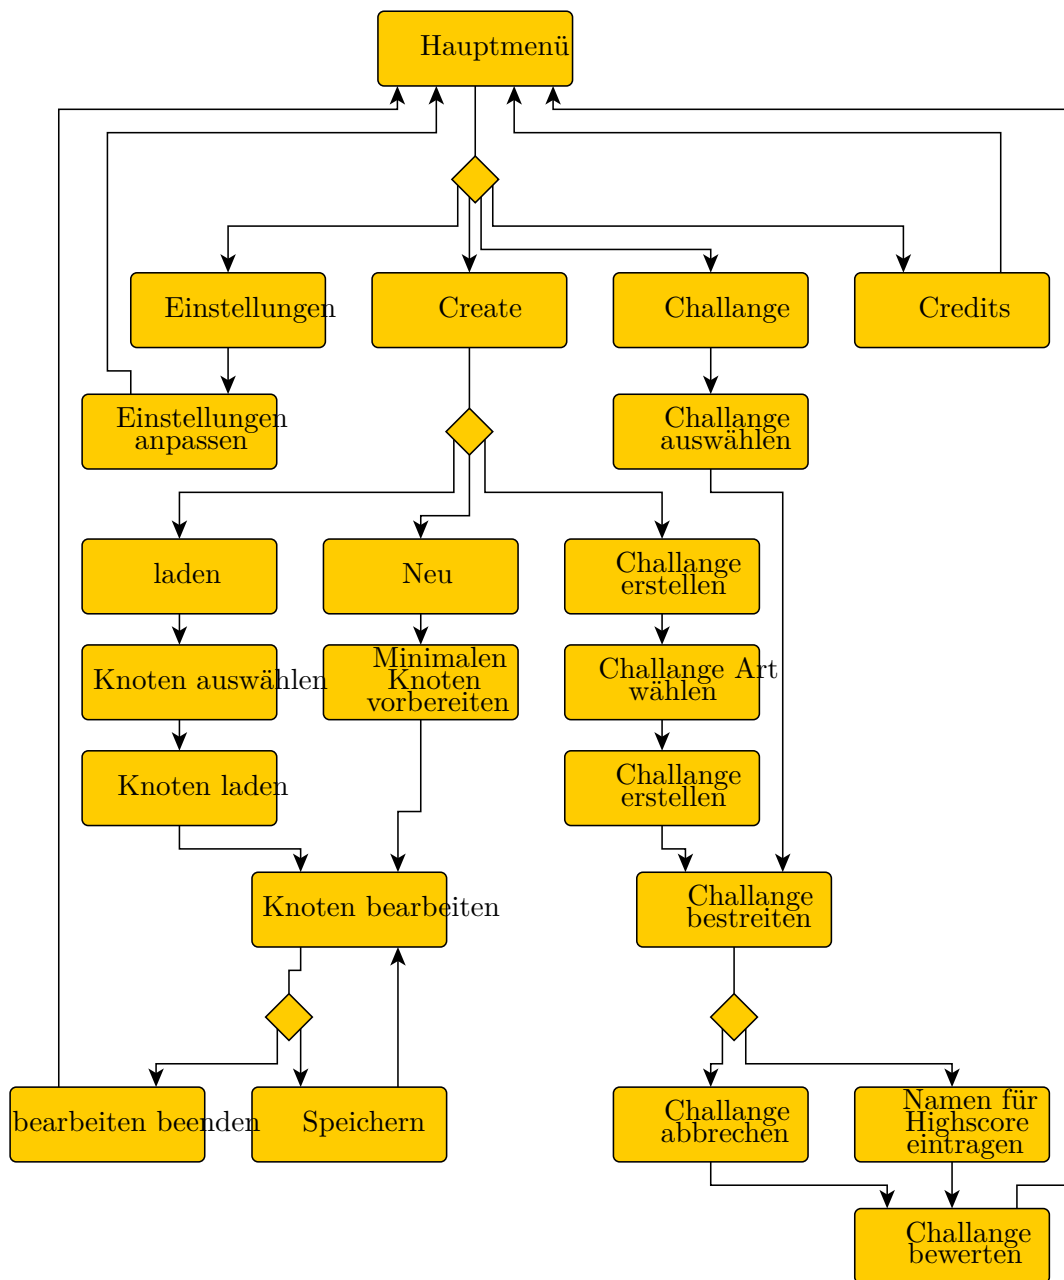 Hauptmenü
Einstellungen
Create
Challange
Credits
Einstellungen
anpassen
Challange
auswählen
laden
Neu
Challange
erstellen
Knoten auswählen
Minimalen
Knoten
vorbereiten
Challange Art
wählen
Knoten laden
Challange
erstellen
Knoten bearbeiten
Challange
bestreiten
bearbeiten beenden
Speichern
Challange
abbrechen
Namen für
Highscore
eintragen
Challange
bewerten